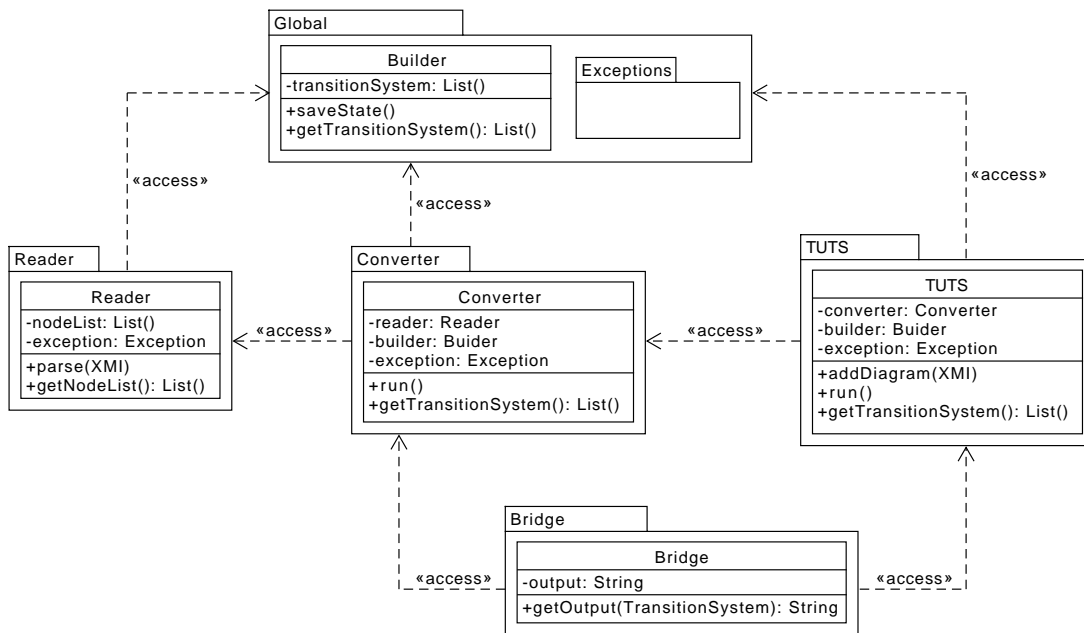 Global
Builder
-transitionSystem: List()
+saveState()
+getTransitionSystem(): List()
Exceptions
«access»
«access»
«access»
Reader
Reader
-nodeList: List()
-exception: Exception
+parse(XMI)
+getNodeList(): List()
«access»
Converter
Converter
-reader: Reader
-builder: Buider
-exception: Exception
+run()
+getTransitionSystem(): List()
«access»
TUTS
TUTS
-converter: Converter
-builder: Buider
-exception: Exception
+addDiagram(XMI)
+run()
+getTransitionSystem(): List()
«access»
Bridge
Bridge
-output: String
+getOutput(TransitionSystem): String
«access»